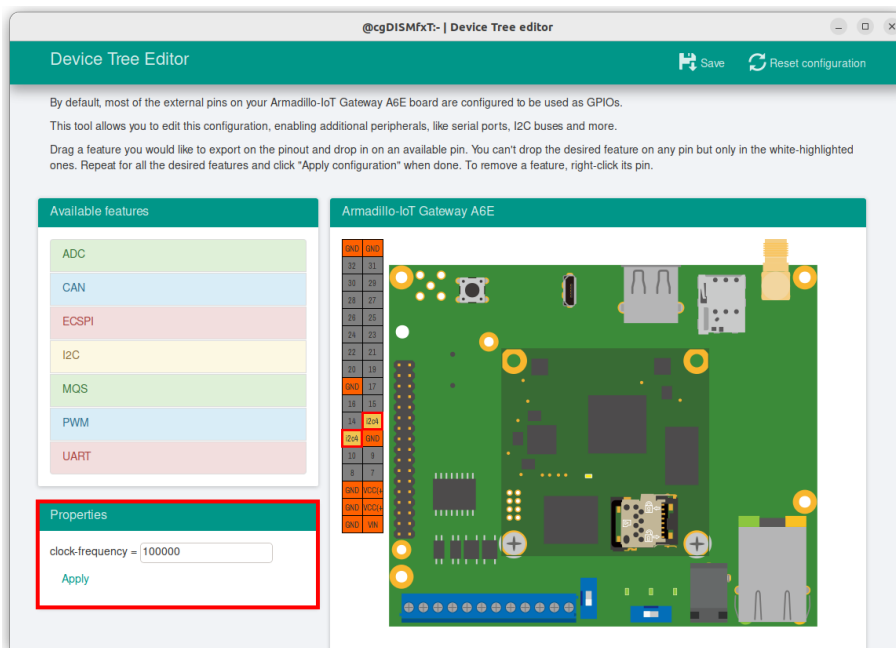 @cgDISMfxT:~ | Device Tree editor
Device Tree Editor
Save
Reset configuration
By default, most of the external pins on your Armadillo-IoT Gateway A6E board are configured to be used as GPIOs.
This tool allows you to edit this configuration, enabling additional peripherals, like serial ports, I2C buses and more.
Drag a feature you would like to export on the pinout and drop in on an available pin. You can't drop the desired feature on any pin but only in the white-highlighted
ones. Repeat for all the desired features and click "Apply configuration" when done. To remove a feature, right-click its pin.
Available features
ADC
CAN
ECSPI
I2C
MQS
PWM
UART
Properties
clock-frequency = 100000
Apply
Armadillo-IoT Gateway A6E
GND GND
32 31
30 29
28 27
26 25
24 23
22 21
20 19
GND 17
16 15
14 i2c4
i2c4 GND
10 9
8 7
GND VCC(+
GND VCC(+
GND VIN